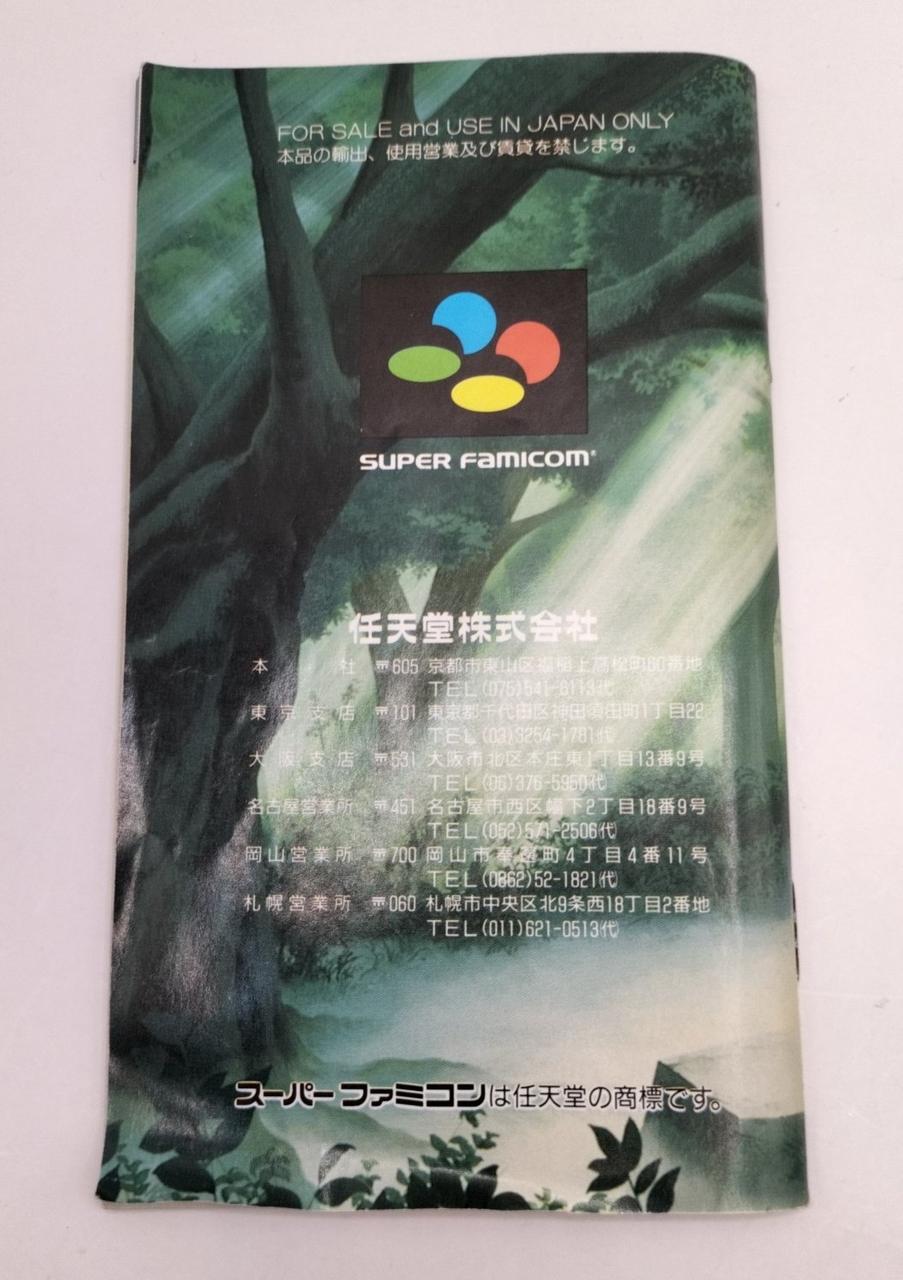 FOR SALE and USE IN JAPAN ONLY
本品の輸出、使用営業及び賃貸を禁じます。
SUPER FAMICOM
任天堂株式会社
本社 〒605 京都市東山区福稲上高松町60番地
TEL(075)541-6113代
東京支店 〒101 東京都千代田区神田須田町1丁目22
TEL(03)3254-1781代
大阪支店 〒531 大阪市北区本庄東1丁目13番9号
TEL(06)376-5950代
名古屋営業所 〒451 名古屋市西区幅下2丁目18番9号
TEL(052)571-2506代
岡山営業所 〒700 岡山市奉還町4丁目4番11号
TEL(0862)52-1821代
札幌営業所 〒060 札幌市中央区北9条西18丁目2番地
TEL(011)621-0513代
スーパーファミコンは任天堂の商標です。